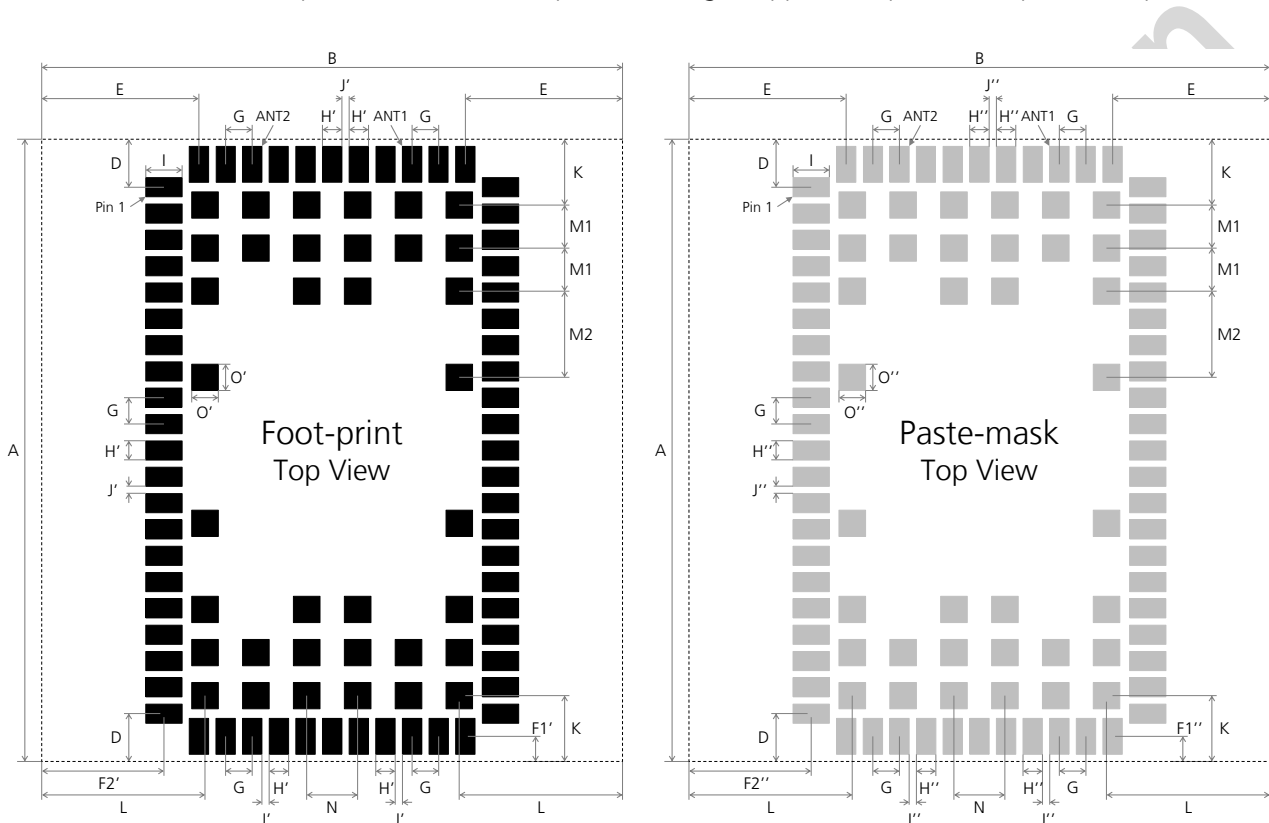 B
E
E
J'
G
ANT2
H'
H'
ANT1
G
D
I
K
Pin 1
M1
M1
M2
O'
O'
G
A
H'
J'
Foot-print
Top View
D
F1'
K
F2'
G
H'
N
H'
G
L
J'
J'
L
B
E
E
J''
G
ANT2
H''
H''
ANT1
G
D
I
K
Pin 1
M1
M1
M2
O''
O''
G
A
H''
J''
Paste-mask
Top View
D
F1''
K
F2''
G
H''
N
H''
G
L
J''
J''
L